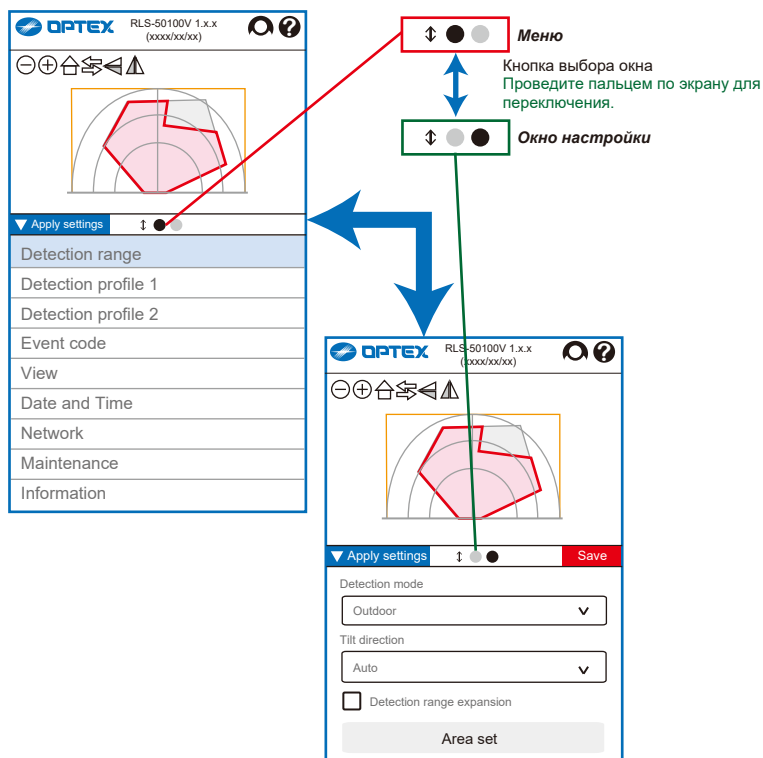 OPTEX RLS-50100V 1.x.x
(xxxx/xx/xx)
Apply settings
Detection range
Detection profile 1
Detection profile 2
Event code
View
Date and Time
Network
Maintenance
Information
Меню
Кнопка выбора окна
Проведите пальцем по экрану для
переключения.
Окно настройки
OPTEX RLS-50100V 1.x.x
(xxxx/xx/xx)
Apply settings Save
Detection mode
Outdoor
Tilt direction
Auto
Detection range expansion
Area set